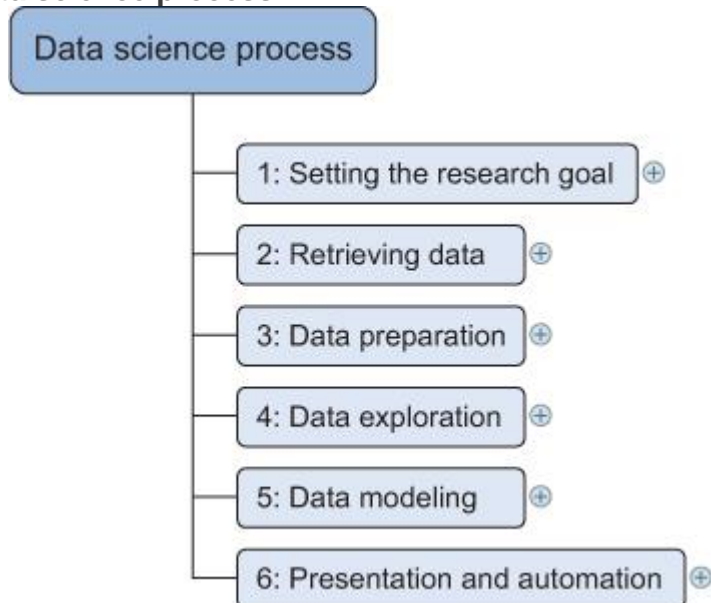 Data science process
1: Setting the research goal
2: Retrieving data
3: Data preparation
4: Data exploration
5: Data modeling
6: Presentation and automation